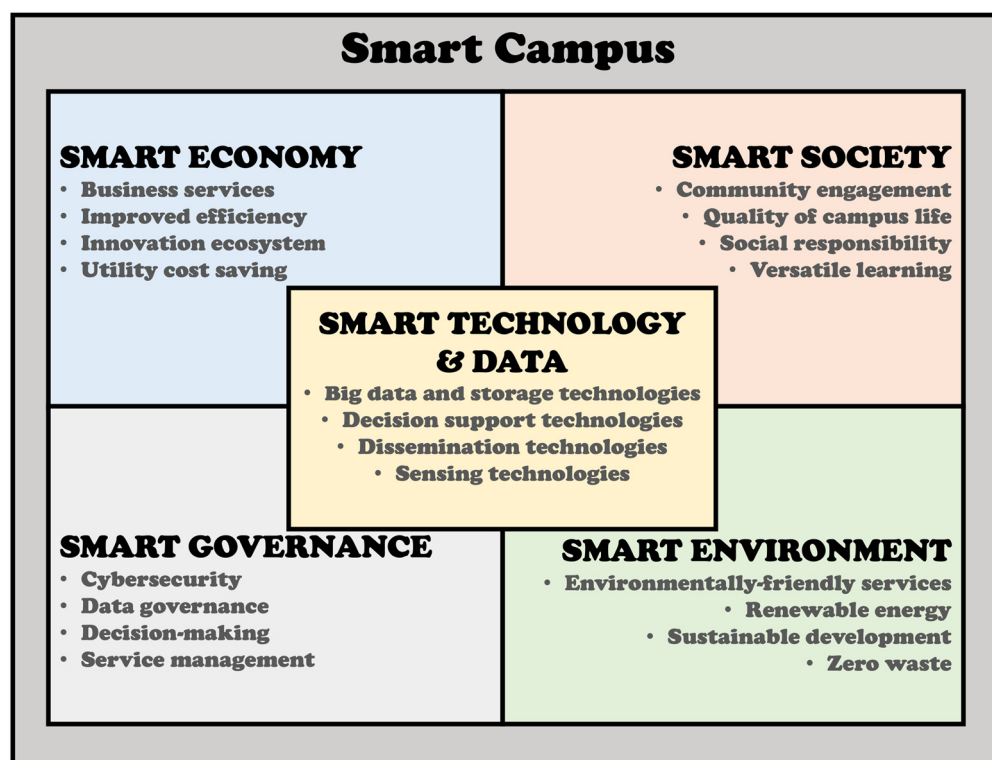 Smart Campus
SMART ECONOMY
• Business services
• Improved efficiency
• Innovation ecosystem
• Utility cost saving
SMART SOCIETY
• Community engagement
• Quality of campus life
• Social responsibility
• Versatile learning
SMART TECHNOLOGY
& DATA
• Big data and storage technologies
• Decision support technologies
• Dissemination technologies
• Sensing technologies
SMART GOVERNANCE
• Cybersecurity
• Data governance
• Decision-making
• Service management
SMART ENVIRONMENT
• Environmentally-friendly services
• Renewable energy
• Sustainable development
• Zero waste